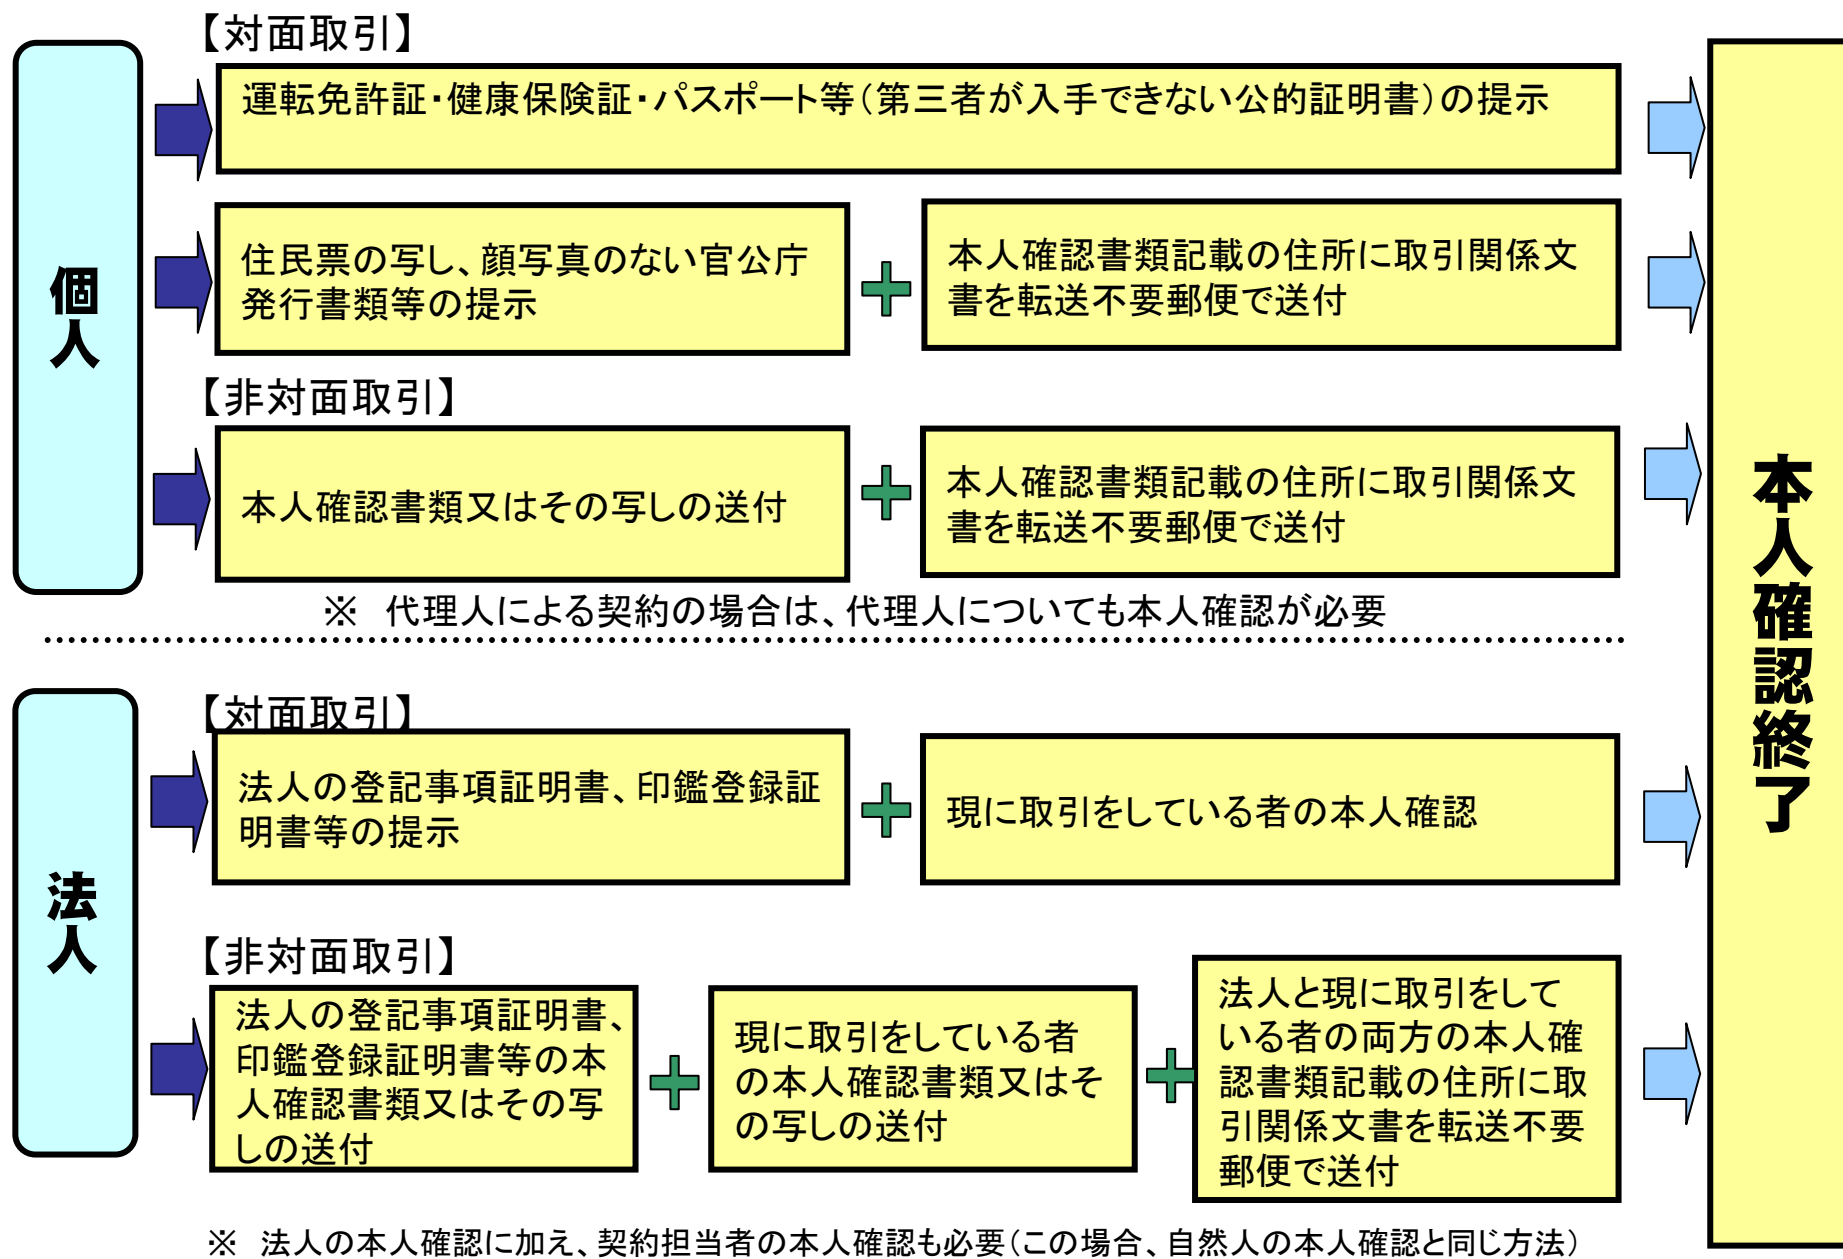 【対面取引】
運転免許証・健康保険証・パスポート等（第三者が入手できない公的証明書）の提示
個人
住民票の写し、顔写真のない官公庁
発行書類等の提示
本人確認書類記載の住所に取引関係文
書を転送不要郵便で送付
【非対面取引】
本人確認書類又はその写しの送付
本人確認書類記載の住所に取引関係文
書を転送不要郵便で送付
※　代理人による契約の場合は、代理人についても本人確認が必要
法人
【対面取引】
法人の登記事項証明書、印鑑登録証
明書等の提示
現に取引をしている者の本人確認
【非対面取引】
法人の登記事項証明書、
印鑑登録証明書等の本
人確認書類又はその写
しの送付
現に取引をしている者
の本人確認書類又はそ
の写しの送付
法人と現に取引をして
いる者の両方の本人確
認書類記載の住所に取
引関係文書を転送不要
郵便で送付
本人確認終了
※　法人の本人確認に加え、契約担当者の本人確認も必要（この場合、自然人の本人確認と同じ方法）